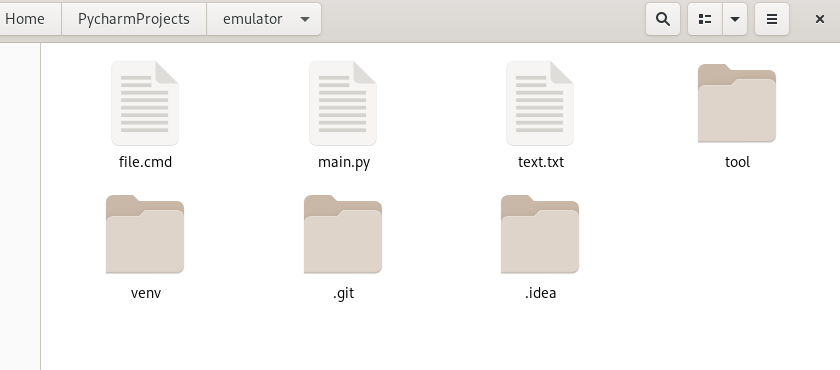 Home PycharmProjects emulator
file.cmd main.py text.txt tool
venv .git .idea